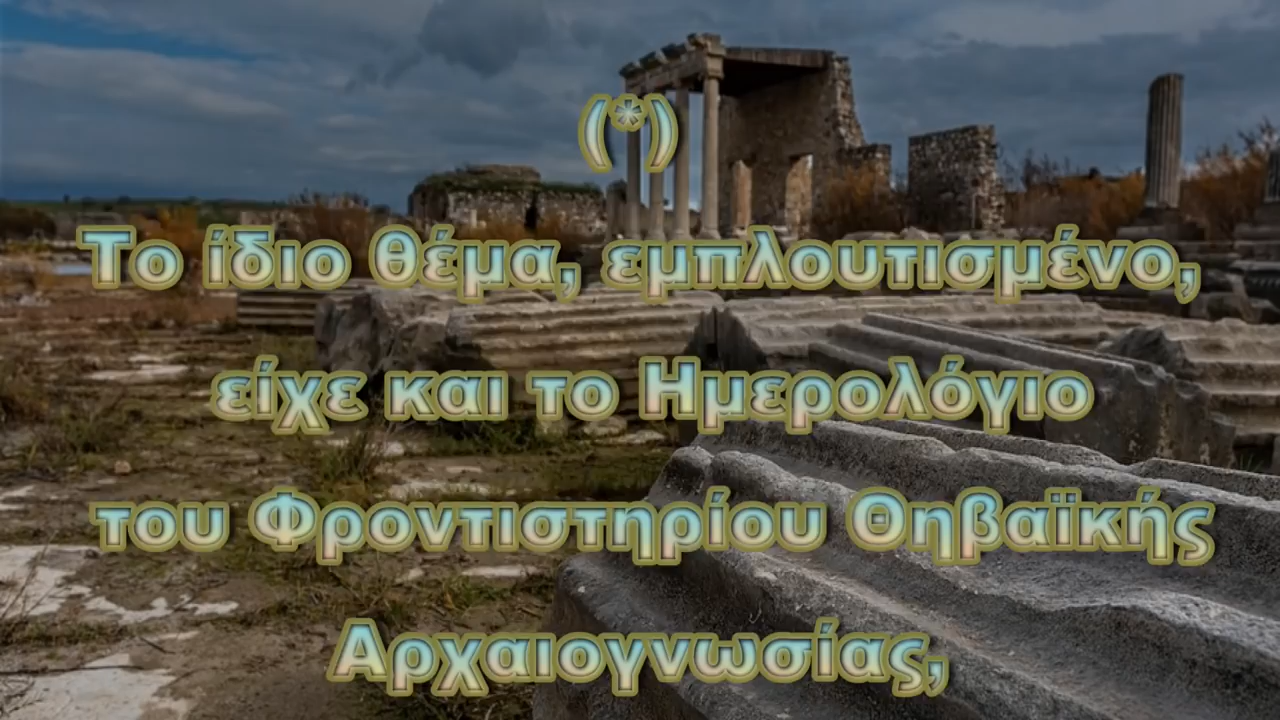 (*)
Το ίδιο θέμα, εμπλουτισμένο,
είχε και το Ημερολόγιο
του Φροντιστηρίου Θηβαϊκής
Αρχαιογνωσίας,